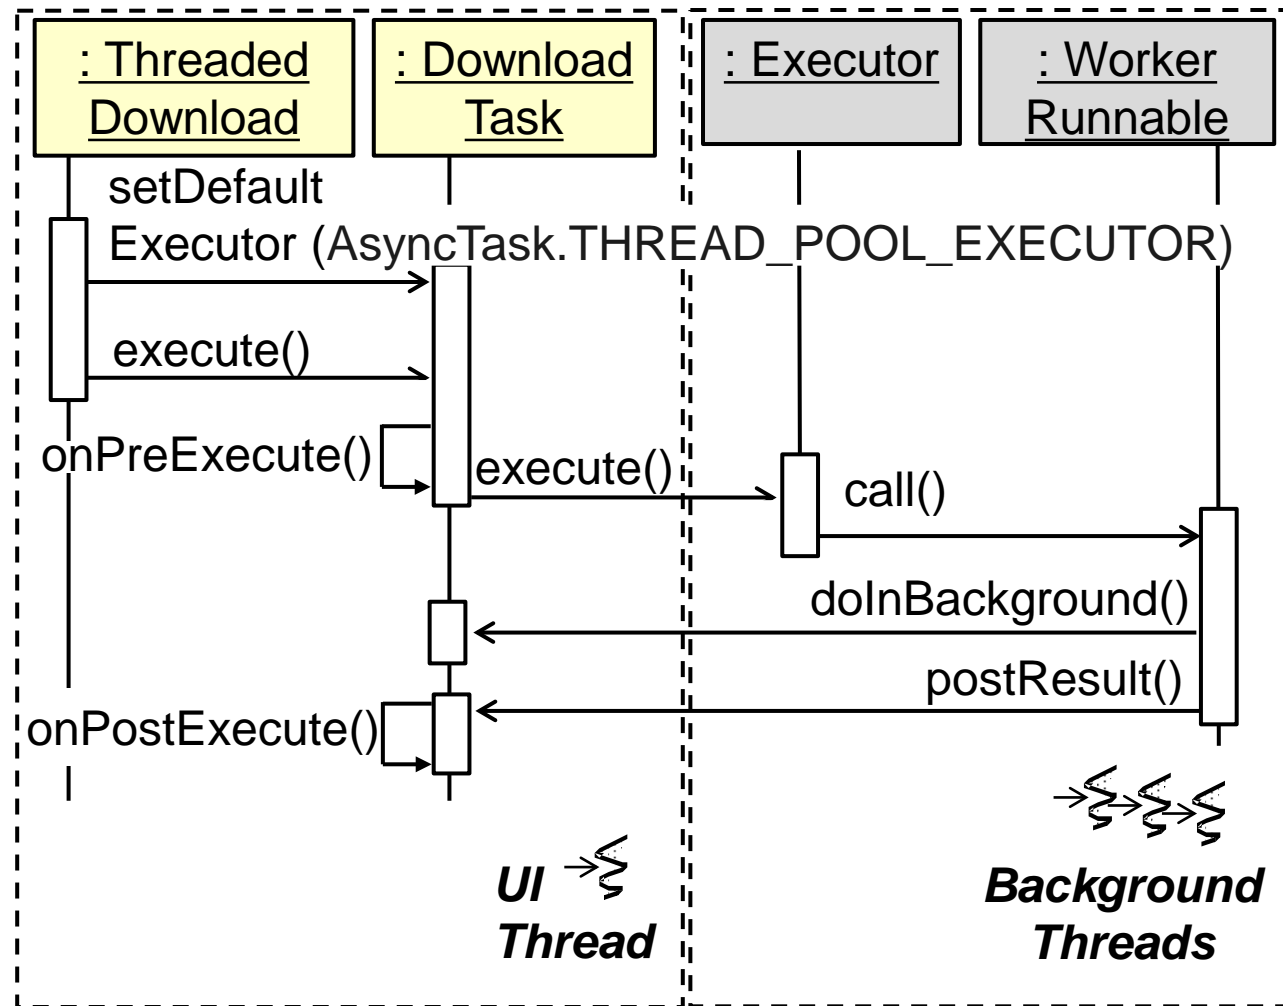 : Threaded
Download
: Download
Task
: Executor
: Worker
Runnable
setDefault
Executor (AsyncTask.THREAD_POOL_EXECUTOR)
execute()
onPreExecute()
execute()
call()
doInBackground()
postResult()
onPostExecute()
UI
Thread
Background
Threads